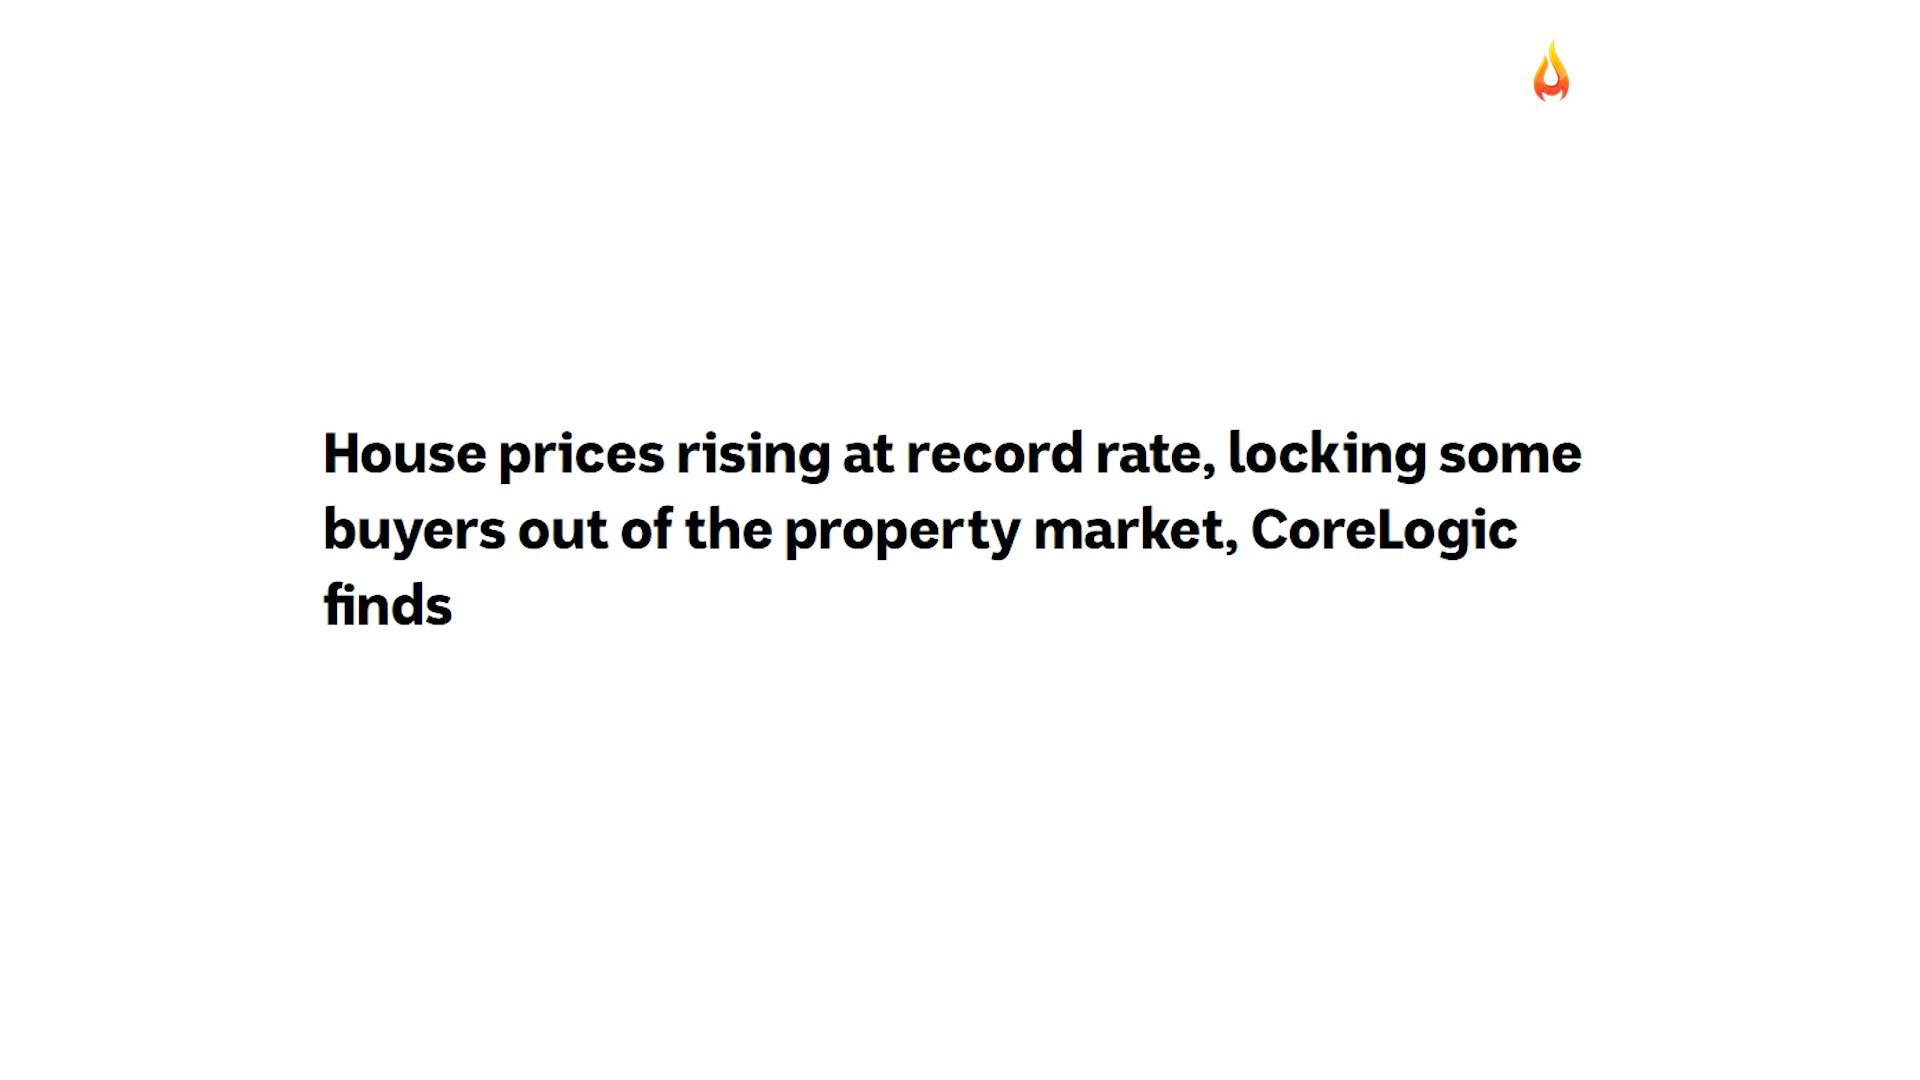 House prices rising at record rate, locking some
buyers out of the property market, CoreLogic
finds